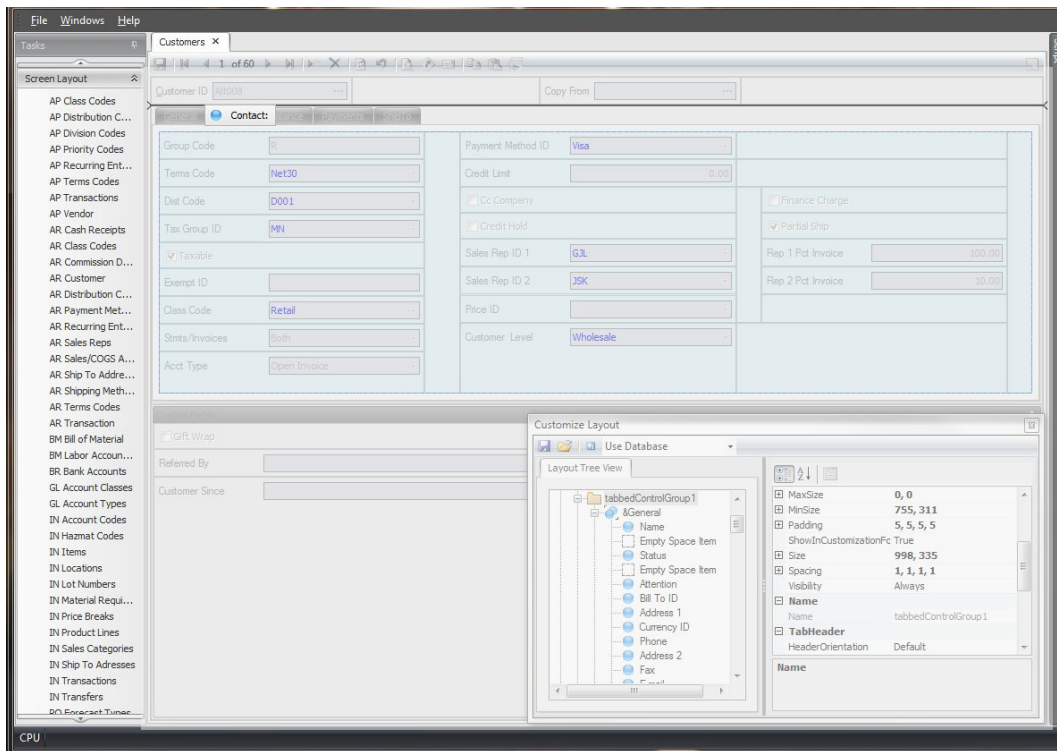 File Windows Help
Tasks
Customers ×
1 of 60
Screen Layout
Customer ID Alt008 ...
Copy From ...
AP Class Codes
AP Distribution C...
AP Division Codes
AP Priority Codes
AP Recurring Ent...
AP Terms Codes
AP Transactions
AP Vendor
AR Cash Receipts
AR Class Codes
AR Commission D...
AR Customer
AR Distribution C...
AR Payment Met...
AR Recurring Ent...
AR Sales Reps
AR Sales/COGS A...
AR Ship To Addre...
AR Shipping Meth...
AR Terms Codes
AR Transaction
BM Bill of Material
BM Labor Accoun...
BR Bank Accounts
GL Account Classes
GL Account Types
IN Account Codes
IN Hazmat Codes
IN Items
IN Locations
IN Lot Numbers
IN Material Requi...
IN Price Breaks
IN Product Lines
IN Sales Categories
IN Ship To Adresses
IN Transactions
IN Transfers
PO Forecast Types
General Contact: Payments Ship To
Group Code R
Terms Code Net30
Dist Code D001
Tax Group ID MN
Taxable
Exempt ID
Class Code Retail
Stmts/Invoices Both
Acct Type Open Invoice
Payment Method ID Visa
Credit Limit 0.00
Cc Company
Credit Hold
Sales Rep ID 1 GJL
Sales Rep ID 2 JSK
Price ID
Customer Level Wholesale
Finance Charge
Partial Ship
Rep 1 Pct Invoice 100.00
Rep 2 Pct Invoice 10.00
Gift Wrap
Referred By
Customer Since
Customize Layout
Use Database
Layout Tree View
tabbedControlGroup1
&General
Name
Empty Space Item
Status
Empty Space Item
Attention
Bill To ID
Address 1
Currency ID
Phone
Address 2
Fax
E-mail
MaxSize 0, 0
MinSize 755, 311
Padding 5, 5, 5, 5
ShowInCustomizationFc True
Size 998, 335
Spacing 1, 1, 1, 1
Visibility Always
Name
Name tabbedControlGroup1
TabHeader
HeaderOrientation Default
Name
CPU